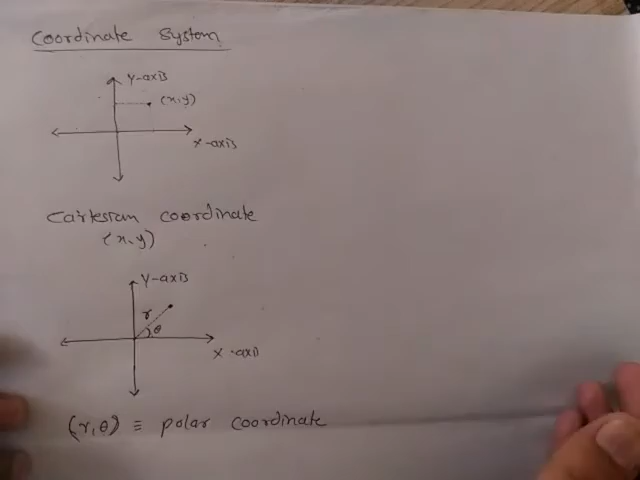 Coordinate System
Y-axis
(x,y)
X-axis
Cartesian coordinate
(x,y)
Y-axis
r
θ
X-axis
(r,θ) ≡ polar coordinate